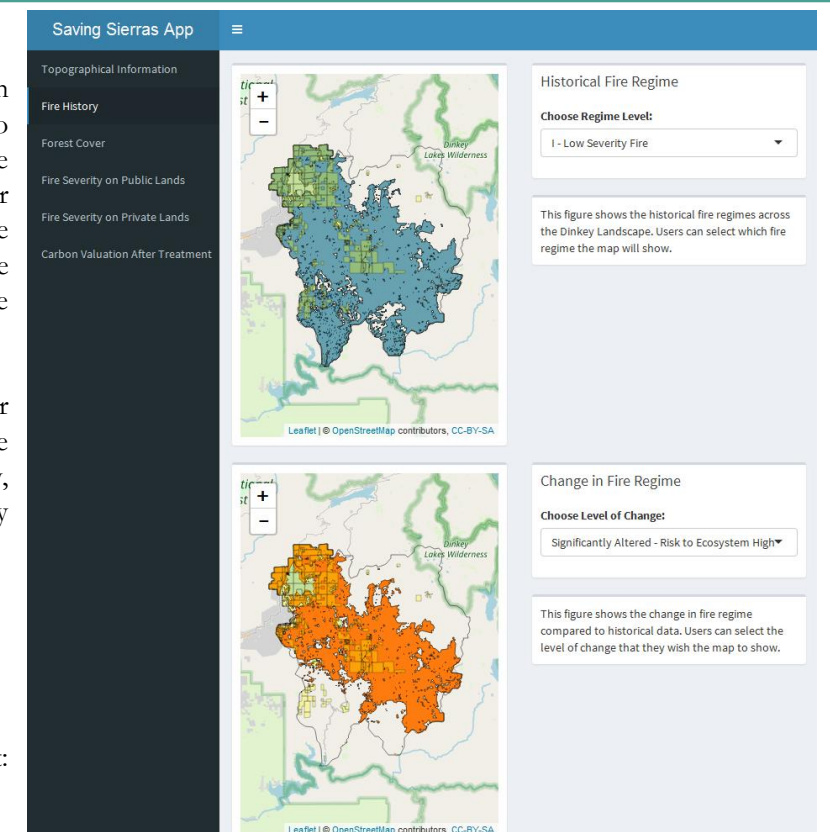 Saving Sierras App
Topographical Information
Fire History
Forest Cover
Fire Severity on Public Lands
Fire Severity on Private Lands
Carbon Valuation After Treatment
+
−
Dinkey
Lakes Wilderness
Leaflet | © OpenStreetMap contributors, CC-BY-SA
Historical Fire Regime
Choose Regime Level:
I - Low Severity Fire
This figure shows the historical fire regimes across
the Dinkey Landscape. Users can select which fire
regime the map will show.
+
−
Dinkey
Lakes Wilderness
Leaflet | © OpenStreetMap contributors, CC-BY-SA
Change in Fire Regime
Choose Level of Change:
Significantly Altered - Risk to Ecosystem High
This figure shows the change in fire regime
compared to historical data. Users can select the
level of change that they wish the map to show.